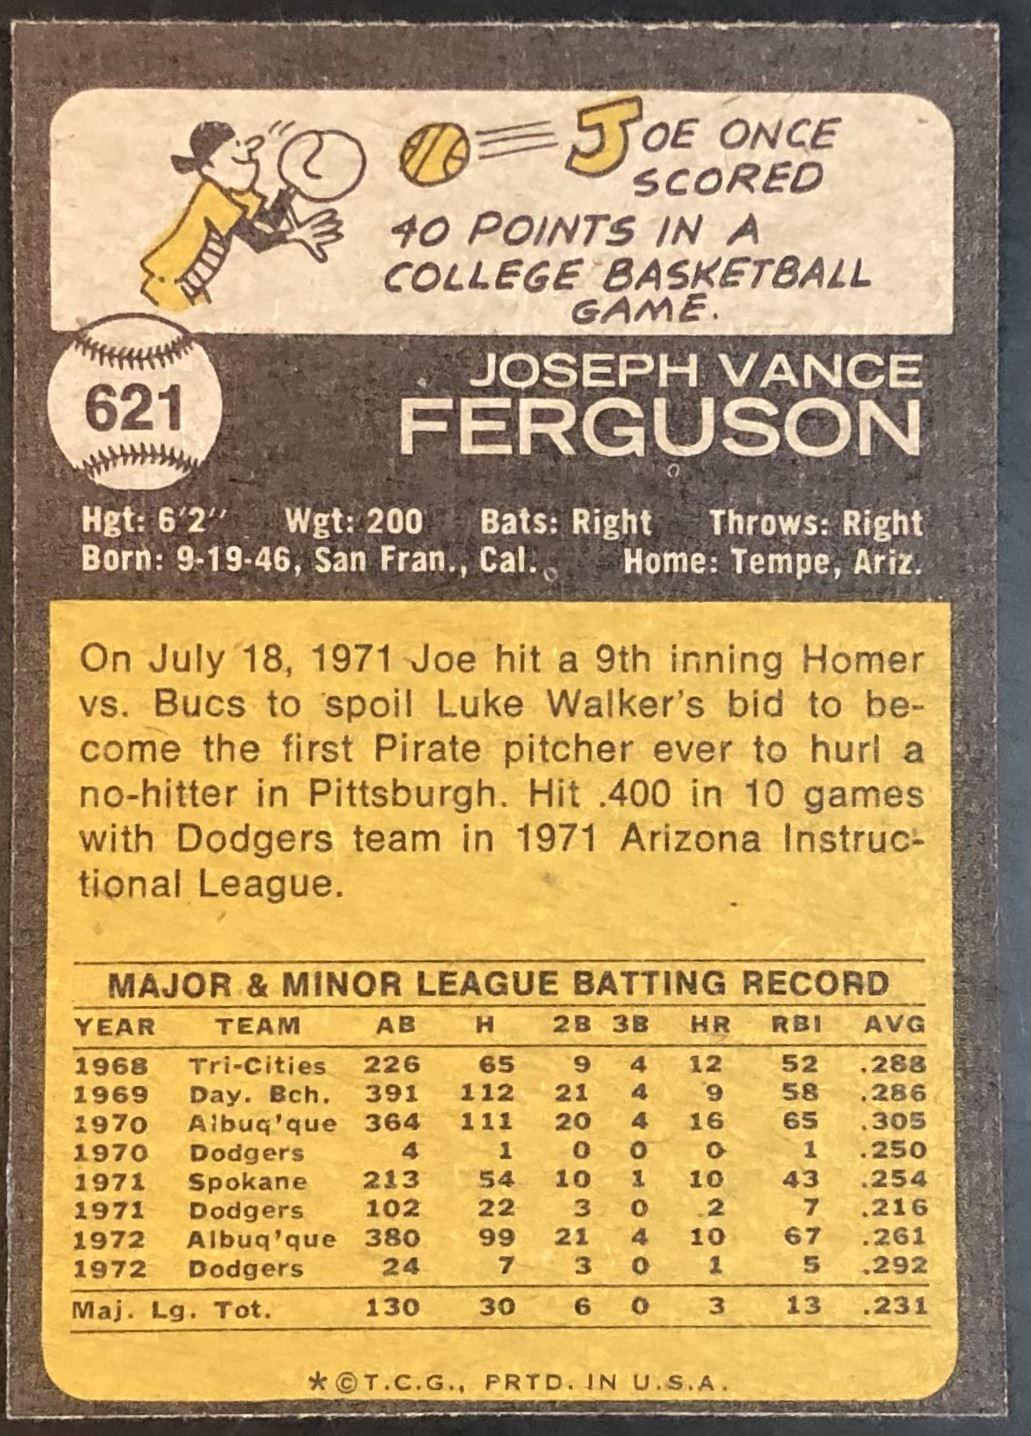 JOE ONCE
SCORED
40 POINTS IN A
COLLEGE BASKETBALL
GAME.
621
JOSEPH VANCE
FERGUSON
Hgt: 6'2" Wgt: 200 Bats: Right Throws: Right
Born: 9-19-46, San Fran., Cal. Home: Tempe, Ariz.
On July 18, 1971 Joe hit a 9th inning Homer
vs. Bucs to spoil Luke Walker's bid to be-
come the first Pirate pitcher ever to hurl a
no-hitter in Pittsburgh. Hit .400 in 10 games
with Dodgers team in 1971 Arizona Instruc-
tional League.
MAJOR & MINOR LEAGUE BATTING RECORD
YEAR TEAM AB H 2B 3B HR RBI AVG
1968 Tri-Cities 226 65 9 4 12 52 .288
1969 Day. Bch. 391 112 21 4 9 58 .286
1970 Albuq'que 364 111 20 4 16 65 .305
1970 Dodgers 4 1 0 0 0 1 .250
1971 Spokane 213 54 10 1 10 43 .254
1971 Dodgers 102 22 3 0 2 7 .216
1972 Albuq'que 380 99 21 4 10 67 .261
1972 Dodgers 24 7 3 0 1 5 .292
Maj. Lg. Tot. 130 30 6 0 3 13 .231
*©T.C.G., PRTD. IN U.S.A.